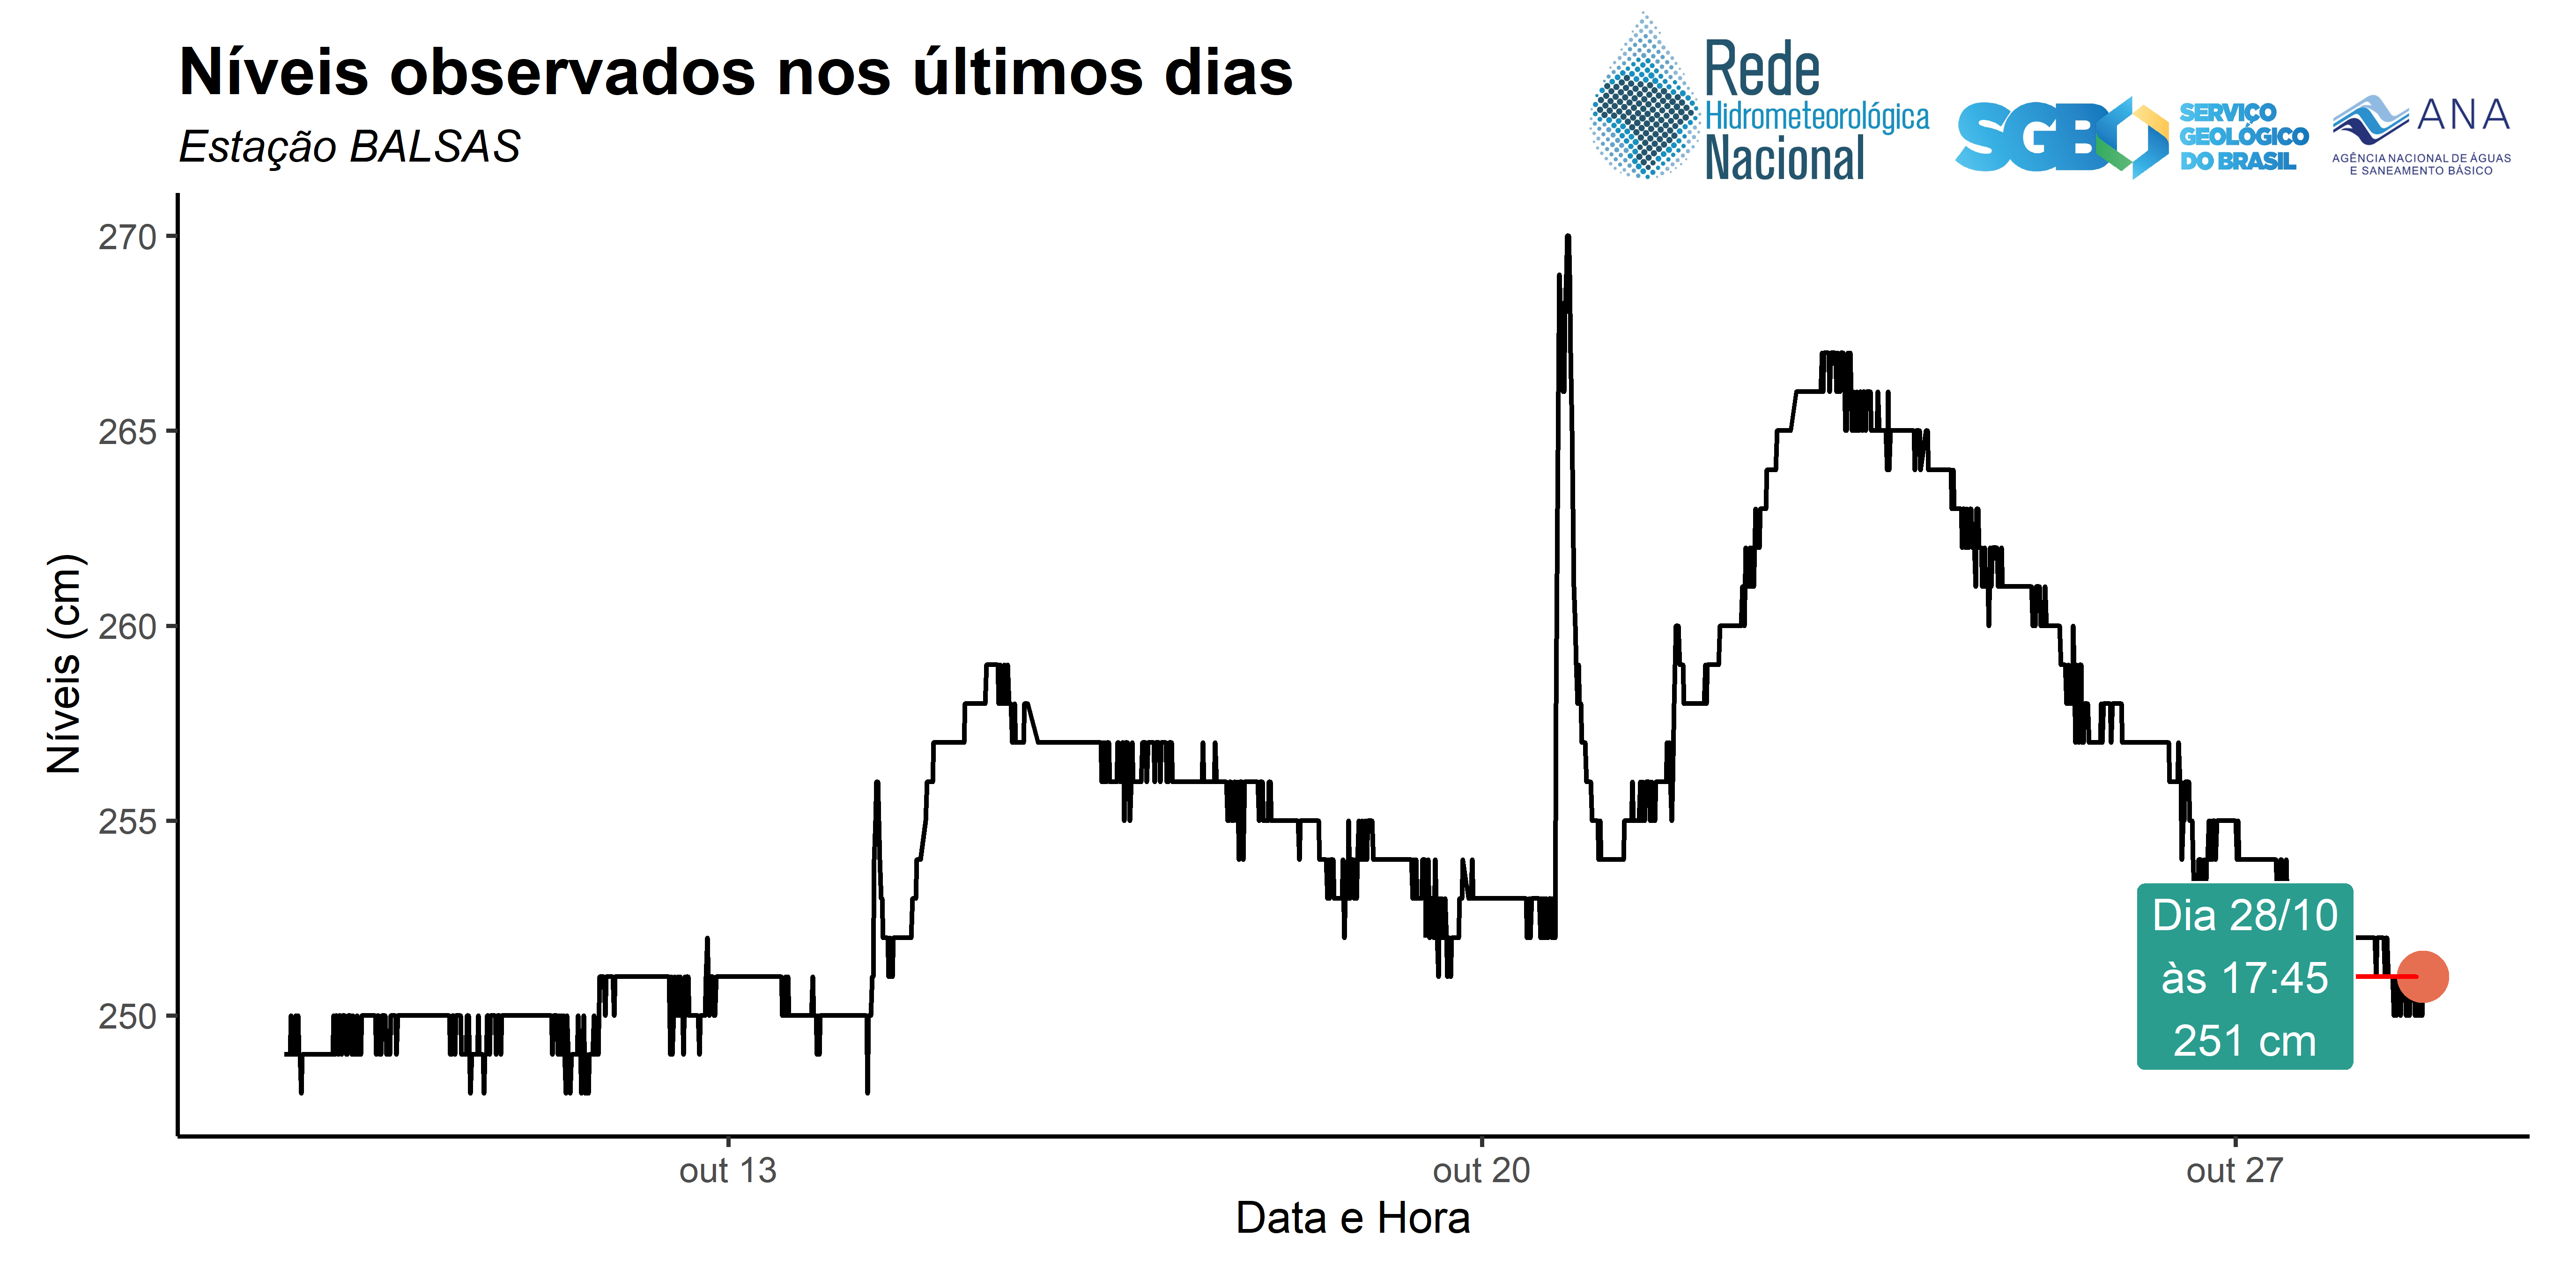 Níveis observados nos últimos dias
Estação BALSAS
Rede
Hidrometeorológica
Nacional
SGB
SERVIÇO
GEOLÓGICO
DO BRASIL
ANA
AGÊNCIA NACIONAL DE ÁGUAS
E SANEAMENTO BÁSICO
Níveis (cm)
270
265
260
255
250
Dia 28/10
às 17:45
251 cm
out 13
out 20
out 27
Data e Hora